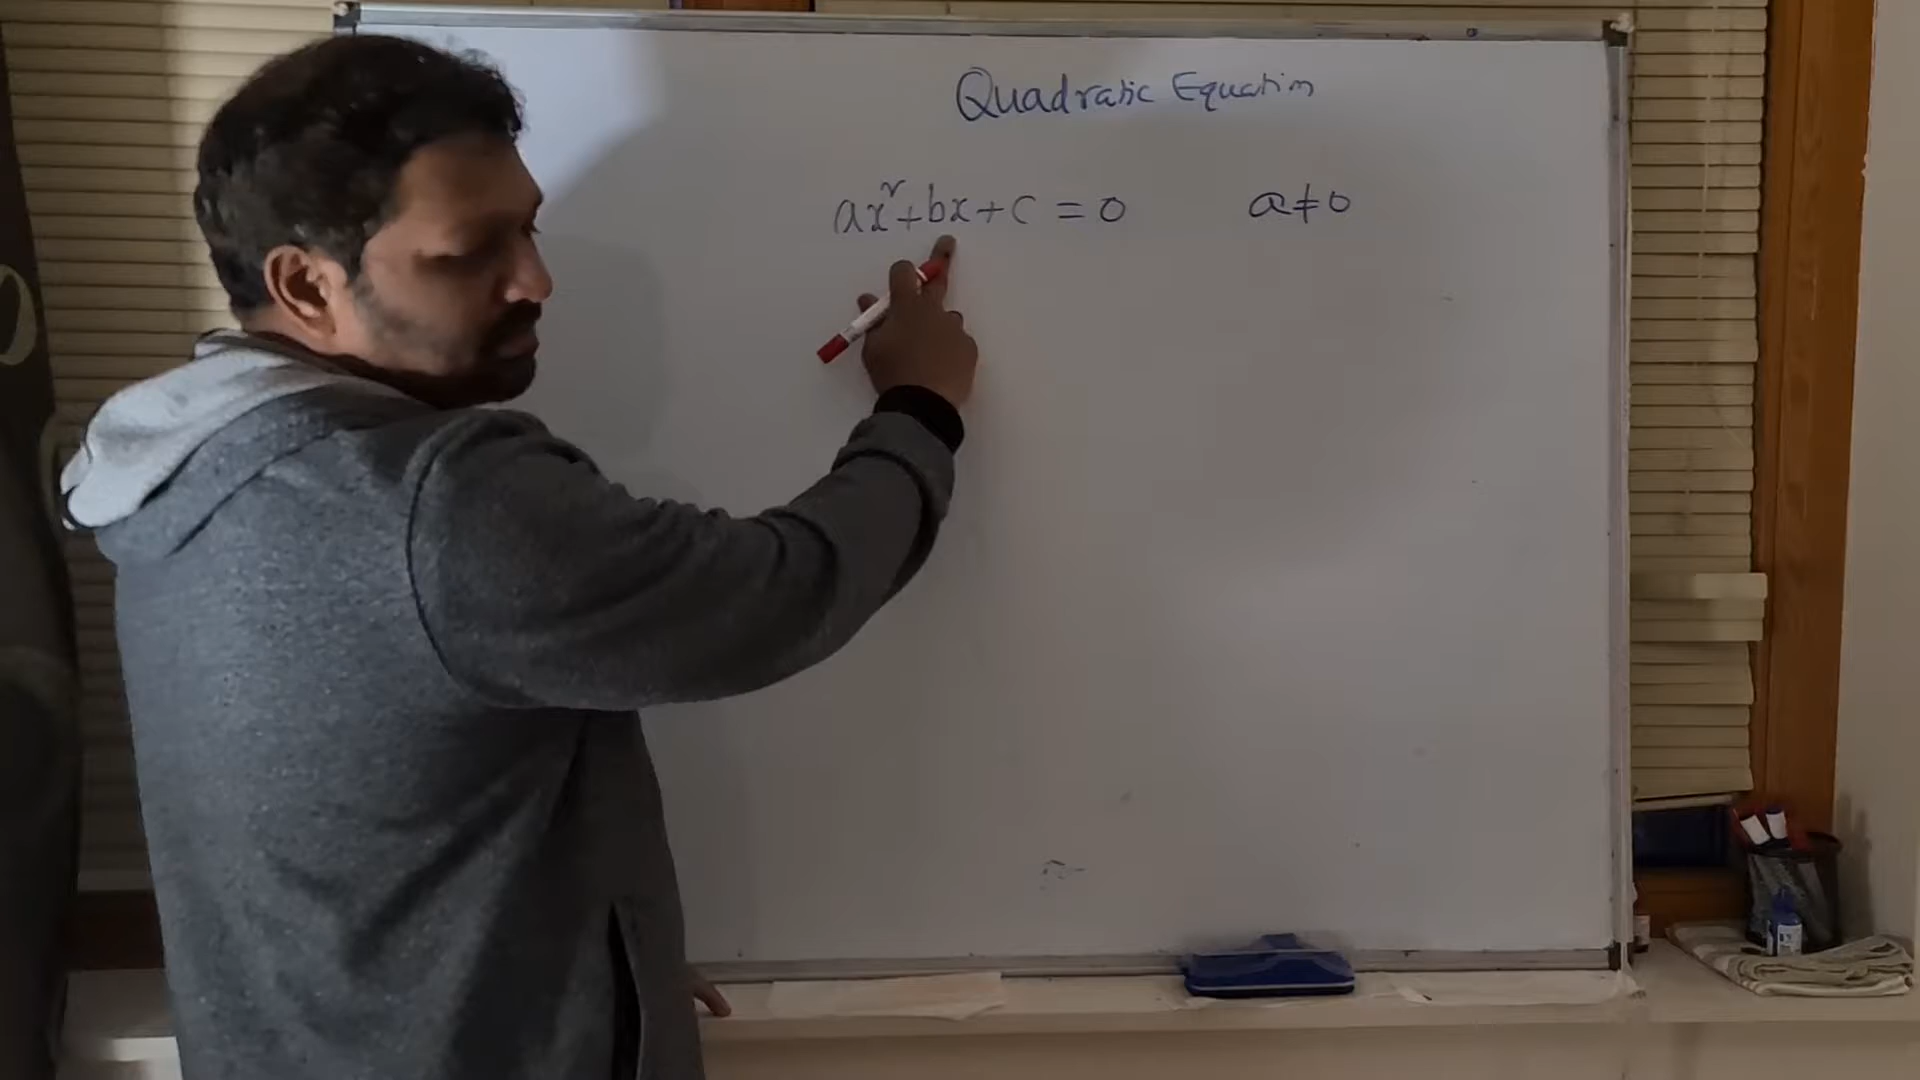 Quadratic Equation
ax²+bx+c = 0 a≠0